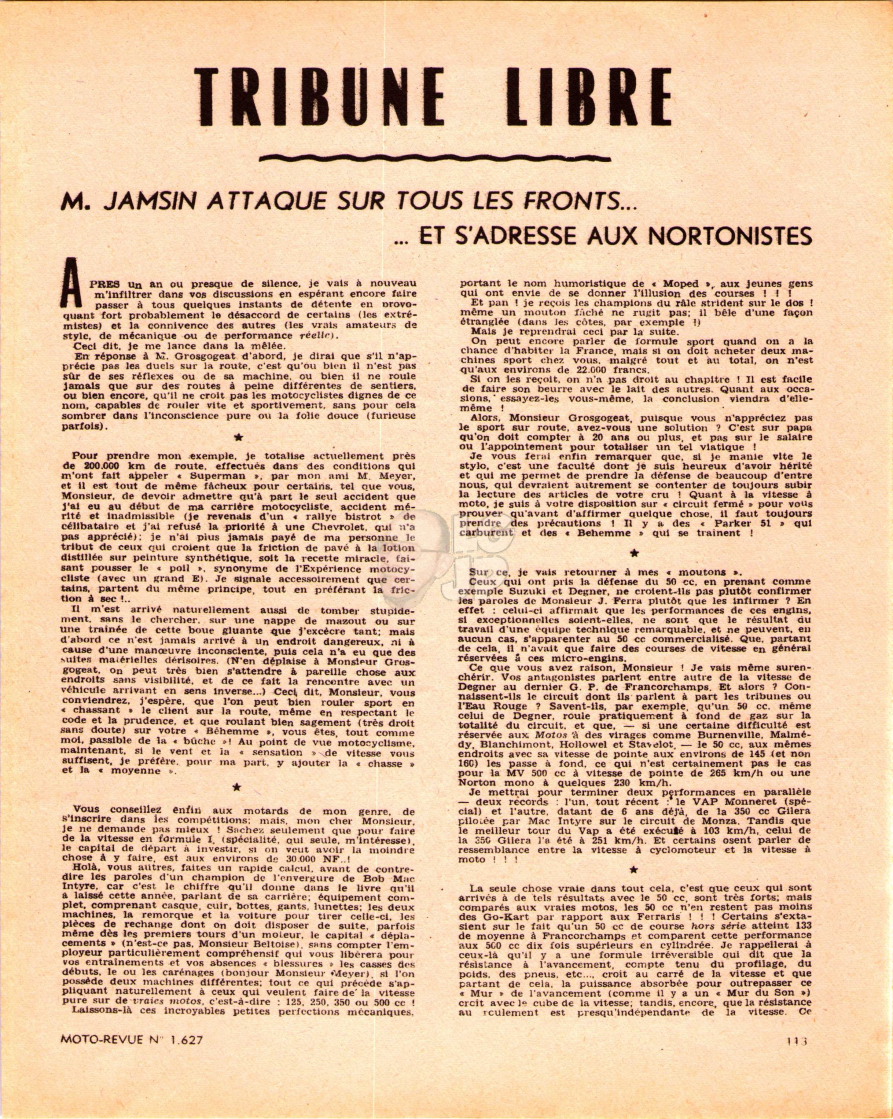 TRIBUNE LIBRE
M. JAMSIN ATTAQUE SUR TOUS LES FRONTS...
... ET S'ADRESSE AUX NORTONISTES
APRES un an ou presque de silence, je vais à nouveau
m'infiltrer dans vos discussions en espérant encore faire
passer à tous quelques instants de détente en provo-
quant fort probablement le désaccord de certains (les extré-
mistes) et la connivence des autres (les vrais amateurs de
style, de mécanique ou de performance réelle).
Ceci dit, je me lance dans la mêlée.
En réponse à M. Grosgogeat d'abord, je dirai que s'il n'ap-
précie pas les duels sur la route, c'est qu'ou bien il n'est pas
sûr de ses réflexes ou de sa machine, ou bien il ne roule
jamais que sur des routes à peine différentes de sentiers,
ou bien encore, qu'il ne croit pas les motocyclistes dignes de ce
nom, capables de rouler vite et sportivement, sans pour cela
sombrer dans l'inconscience pure ou la folie douce (furieuse
parfois).
★
Pour prendre mon exemple, je totalise actuellement près
de 200.000 km de route, effectués dans des conditions qui
m'ont fait appeler « Superman », par mon ami M. Meyer,
et il est tout de même fâcheux pour certains, tel que vous,
Monsieur, de devoir admettre qu'à part le seul accident que
j'ai eu au début de ma carrière motocycliste, accident mé-
rité et inadmissible (je revenais d'un « rallye bistrot » de
célibataire et j'ai refusé la priorité à une Chevrolet, qui n'a
pas apprécié); je n'ai plus jamais payé de ma personne le
tribut de ceux qui croient que la friction de pavé à la lotion
distillée sur peinture synthétique, soit la recette miracle, fai-
sant pousser le « poil », synonyme de l'Expérience motocy-
cliste (avec un grand E). Je signale accessoirement que cer-
tains, partent du même principe, tout en préférant la fric-
tion à sec !..
Il m'est arrivé naturellement aussi de tomber stupide-
ment, sans le chercher, sur une nappe de mazout ou sur
une traînée de cette boue gluante que j'exècre tant; mais
d'abord ce n'est jamais arrivé à un endroit dangereux, ni à
cause d'une manœuvre inconsciente, puis cela n'a eu que des
suites matérielles dérisoires. (N'en déplaise à Monsieur Gros-
gogeat, on peut très bien s'attendre à pareille chose aux
endroits sans visibilité, et de ce fait la rencontre avec un
véhicule arrivant en sens inverse...) Ceci dit, Monsieur, vous
conviendrez, j'espère, que l'on peut bien rouler sport en
« chassant » le client sur la route, même en respectant le
code et la prudence, et que roulant bien sagement (très droit
sans doute) sur votre « Béhemme », vous êtes, tout comme
moi, passible de la « bûche »! Au point de vue motocyclisme,
maintenant, si le vent et la « sensation » de vitesse vous
suffisent, je préfère, pour ma part, y ajouter la « chasse »
et la « moyenne ».
★
Vous conseillez enfin aux motards de mon genre, de
s'inscrire dans les compétitions; mais, mon cher Monsieur,
je ne demande pas mieux ! Sachez seulement que pour faire
de la vitesse en formule I, (spécialité, qui seule, m'intéresse),
le capital de départ à investir, si on veut avoir la moindre
chose à y faire, est aux environs de 30.000 NF..!
Holà, vous autres, faites un rapide calcul, avant de contre-
dire les paroles d'un champion de l'envergure de Bob Mac
Intyre, car c'est le chiffre qu'il donne dans le livre qu'il
a laissé cette année, parlant de sa carrière; équipement com-
plet, comprenant casque, cuir, bottes, gants, lunettes; les deux
machines, la remorque et la voiture pour tirer celle-ci, les
pièces de rechange dont on doit disposer de suite, parfois
même dès les premiers tours d'un moteur, le capital « dépla-
cements » (n'est-ce pas, Monsieur Beltoise), sans compter l'em-
ployeur particulièrement compréhensif qui vous libèrera pour
vos entraînements et vos absences « blessures » les casses des
débuts, le ou les carénages (bonjour Monsieur Meyer), si l'on
possède deux machines différentes; tout ce qui précède s'ap-
pliquant naturellement à ceux qui veulent faire de la vitesse
pure sur de vraies motos, c'est-à-dire : 125, 250, 350 ou 500 cc !
Laissons-là ces incroyables petites perfections mécaniques,
portant le nom humoristique de « Moped », aux jeunes gens
qui ont envie de se donner l'illusion des courses ! ! !
Et pan ! je reçois les champions du râle strident sur le dos !
même un mouton fâché ne rugit pas; il bêle d'une façon
étranglée (dans les côtes, par exemple !)
Mais je reprendrai ceci par la suite.
On peut encore parler de formule sport quand on a la
chance d'habiter la France, mais si on doit acheter deux ma-
chines sport chez vous, malgré tout et au total, on n'est
qu'aux environs de 22.000 francs.
Si on les reçoit, on n'a pas droit au chapitre ! Il est facile
de faire son beurre avec le lait des autres. Quant aux occa-
sions, essayez-les vous-même, la conclusion viendra d'elle-
même !
Alors, Monsieur Grosgogeat, puisque vous n'appréciez pas
le sport sur route, avez-vous une solution ? C'est sur papa
qu'on doit compter à 20 ans ou plus, et pas sur le salaire
ou l'appointement pour totaliser un tel viatique !
Je vous ferai enfin remarquer que, si je manie vite le
stylo, c'est une faculté dont je suis heureux d'avoir hérité
et qui me permet de prendre la défense de beaucoup d'entre
nous, qui devraient autrement se contenter de toujours subir
la lecture des articles de votre cru ! Quant à la vitesse à
moto, je suis à votre disposition sur « circuit fermé » pour vous
prouver qu'avant d'affirmer quelque chose, il faut toujours
prendre des précautions ! Il y a des « Parker 51 » qui
carburent et des « Behemme » qui se traînent !
★
Sur ce, je vais retourner à mes « moutons ».
Ceux qui ont pris la défense du 50 cc, en prenant comme
exemple Suzuki et Degner, ne croient-ils pas plutôt confirmer
les paroles de Monsieur J. Perra plutôt que les infirmer ? En
effet : celui-ci affirmait que les performances de ces engins,
si exceptionnelles soient-elles, ne sont que le résultat du
travail d'une équipe technique remarquable, et ne peuvent, en
aucun cas, s'apparenter au 50 cc commercialisé. Que, partant
de cela, il n'avait que faire des courses de vitesse en général
réservées à ces micro-engins.
Ce que vous avez raison, Monsieur ! Je vais même suren-
chérir. Vos antagonistes parlent entre autre de la vitesse de
Degner au dernier G. P. de Francorchamps. Et alors ? Con-
naissent-ils le circuit dont ils parlent à part les tribunes ou
l'Eau Rouge ? Savent-ils, par exemple, qu'un 50 cc. même
celui de Degner, roule pratiquement à fond de gaz sur la
totalité du circuit, et que, — si une certaine difficulté est
réservée aux Motos à des virages comme Burnenville, Malmé-
dy, Blanchimont, Hollowel et Stavelot, — le 50 cc, aux mêmes
endroits avec sa vitesse de pointe aux environs de 145 (et non
160) les passe à fond, ce qui n'est certainement pas le cas
pour la MV 500 cc à vitesse de pointe de 265 km/h ou une
Norton mono à quelques 230 km/h.
Je mettrai pour terminer deux performances en parallèle
— deux records : l'un, tout récent : le VAP Monneret (spé-
cial) et l'autre, datant de 6 ans déjà, de la 350 cc Gilera
pilotée par Mac Intyre sur le circuit de Monza. Tandis que
le meilleur tour du Vap a été exécuté à 103 km/h, celui de
la 350 Gilera l'a été à 251 km/h. Et certains osent parler de
ressemblance entre la vitesse à cyclomoteur et la vitesse à
moto ! ! !
★
La seule chose vraie dans tout cela, c'est que ceux qui sont
arrivés à de tels résultats avec le 50 cc, sont très forts; mais
comparés aux vraies motos, les 50 cc n'en restent pas moins
des Go-Kart par rapport aux Ferraris ! ! ! Certains s'exta-
sient sur le fait qu'un 50 cc de course hors série atteint 133
de moyenne à Francorchamps et comparent cette performance
aux 500 cc dix fois supérieurs en cylindrée. Je rappellerai à
ceux-là qu'il y a une formule irréversible qui dit que la
résistance à l'avancement, compte tenu du profilage, du
poids, des pneus, etc..., croit au carré de la vitesse et que
partant de cela, la puissance absorbée pour outrepasser ce
« Mur » de l'avancement (comme il y a un « Mur du Son »)
croit avec le cube de la vitesse; tandis, encore, que la résistance
au roulement est presqu'indépendante de la vitesse. Ce
MOTO-REVUE N° 1.627
113